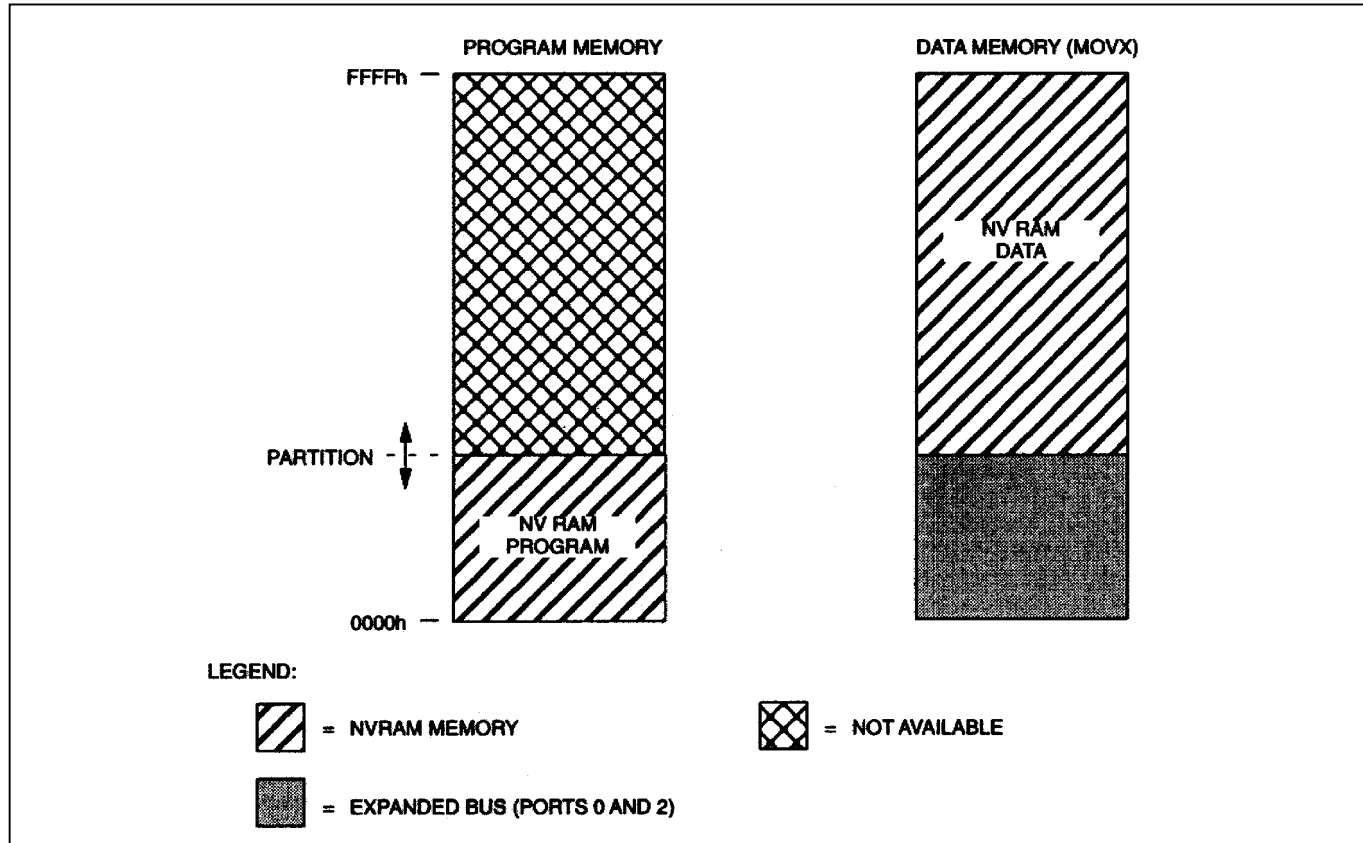 PROGRAM MEMORY
DATA MEMORY (MOVX)
FFFFh
NV RAM
DATA
PARTITION
NV RAM
PROGRAM
0000h
LEGEND:
= NVRAM MEMORY
= NOT AVAILABLE
= EXPANDED BUS (PORTS 0 AND 2)